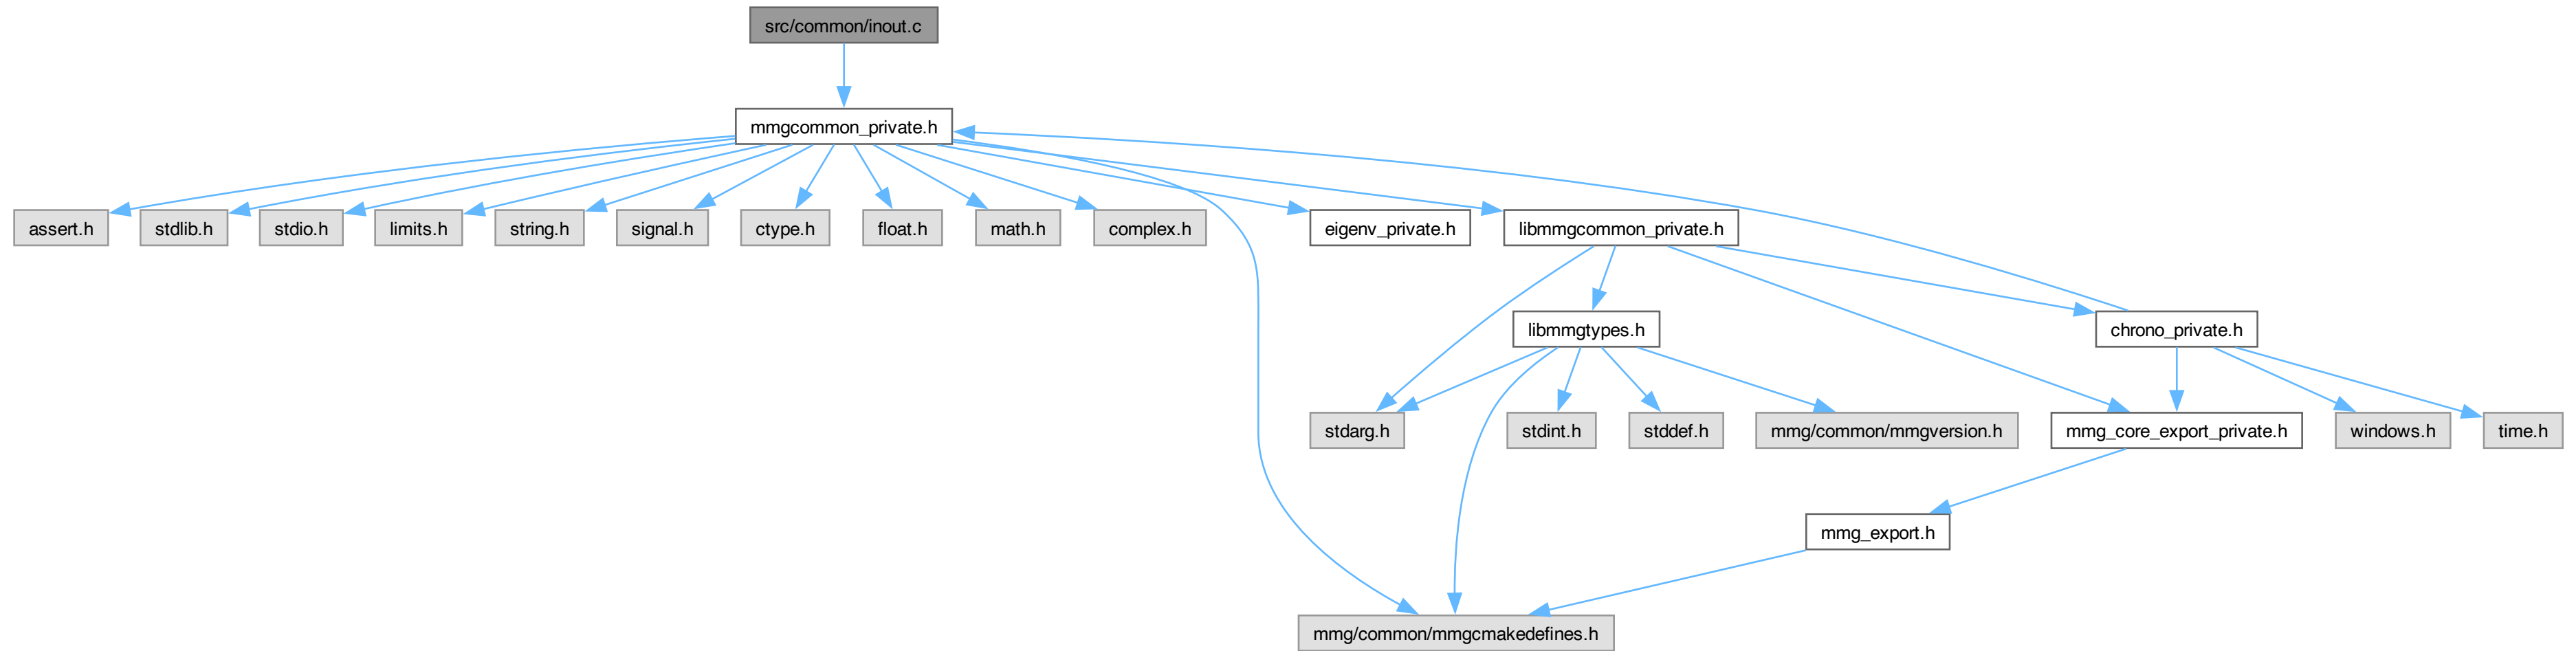 src/common/inout.c
mmgcommon_private.h
assert.h
stdlib.h
stdio.h
limits.h
string.h
signal.h
ctype.h
float.h
math.h
complex.h
eigenv_private.h
libmmgcommon_private.h
libmmgtypes.h
chrono_private.h
stdarg.h
stdint.h
stddef.h
mmg/common/mmgversion.h
mmg_core_export_private.h
windows.h
time.h
mmg_export.h
mmg/common/mmgcmakedefines.h